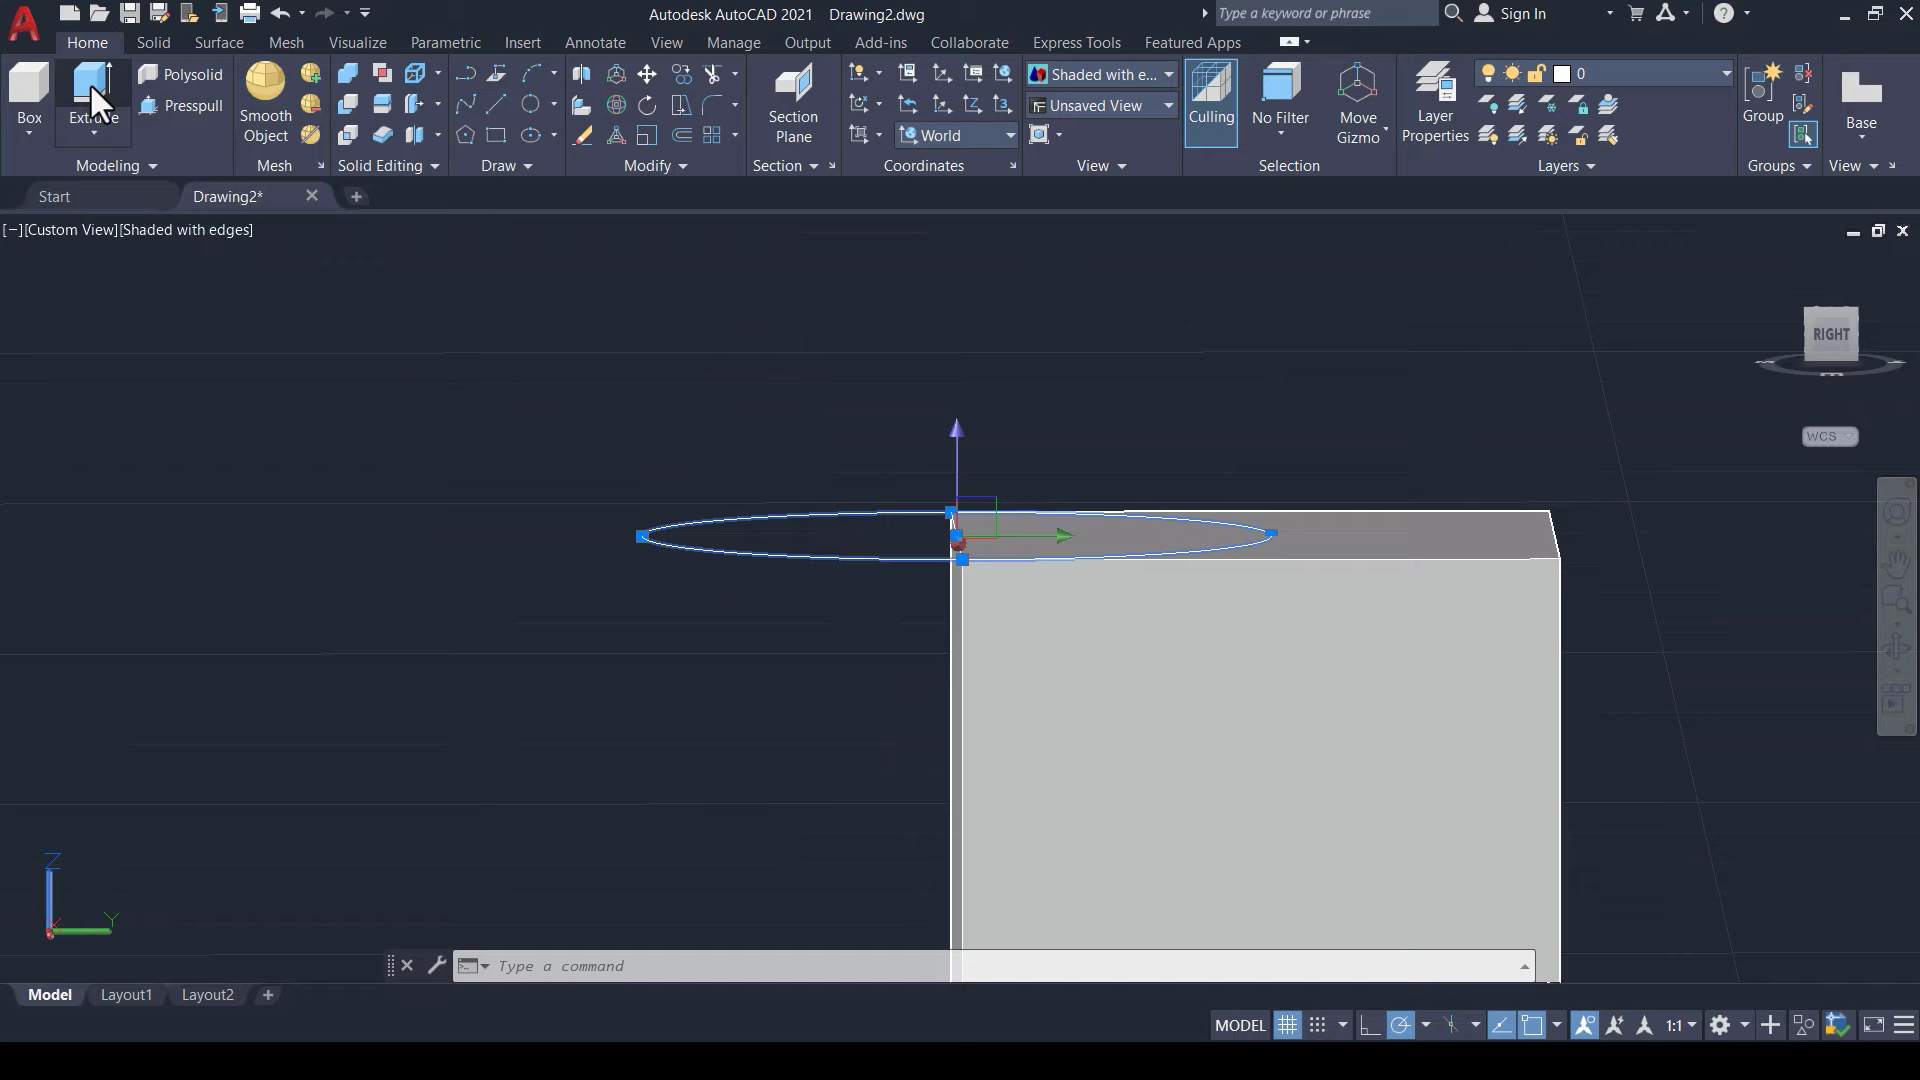 Autodesk AutoCAD 2021 Drawing2.dwg
Type a keyword or phrase
Sign In
Home Solid Surface Mesh Visualize Parametric Insert Annotate View Manage Output Add-ins Collaborate Express Tools Featured Apps
Box
Extrude
Polysolid
Presspull
Modeling
Smooth
Object
Mesh
Solid Editing
Draw
Modify
Section
Plane
Section
World
Coordinates
Shaded with e...
Unsaved View
View
Culling
No Filter
Move
Gizmo
Selection
Layer
Properties
0
Layers
Group
Groups
Base
View
Start
Drawing2*
[−][Custom View][Shaded with edges]
RIGHT
WCS
Z
Y
X
Type a command
Model
Layout1
Layout2
MODEL
1:1